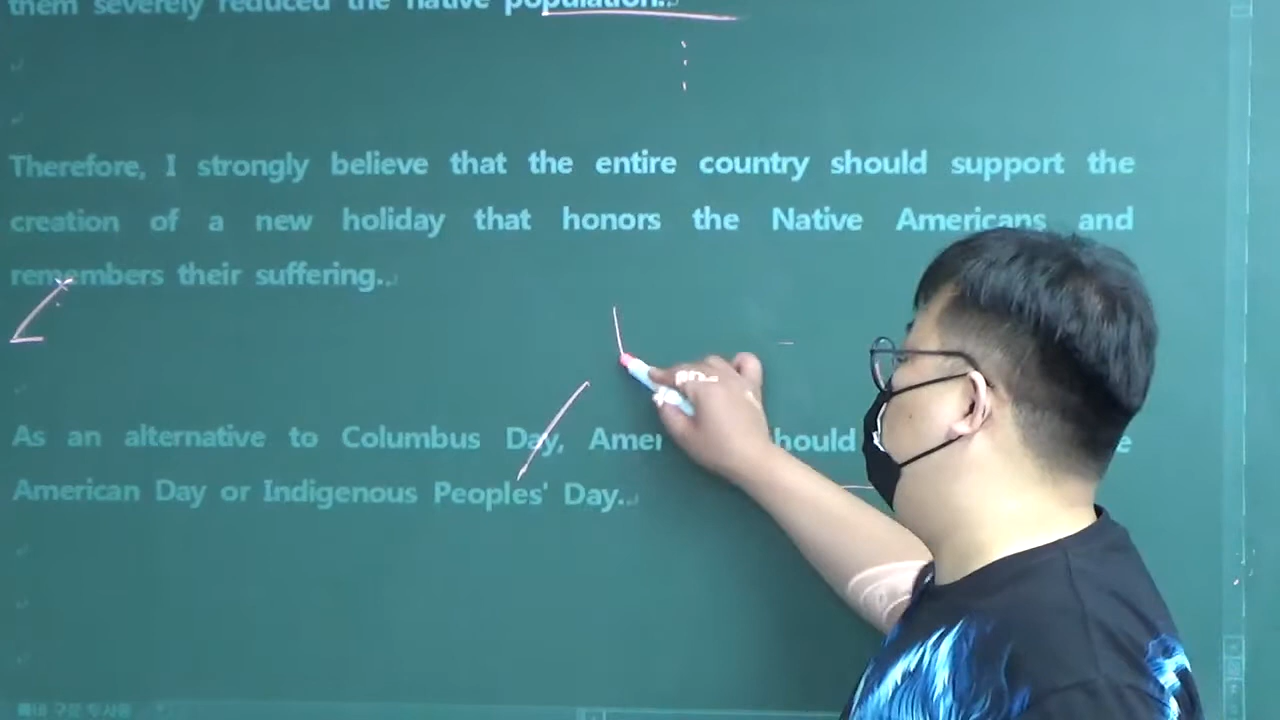 them severely reduced the native population.
Therefore, I strongly believe that the entire country should support the
creation of a new holiday that honors the Native Americans and
remembers their suffering.
As an alternative to Columbus Day, Amer hould e
American Day or Indigenous Peoples' Day.